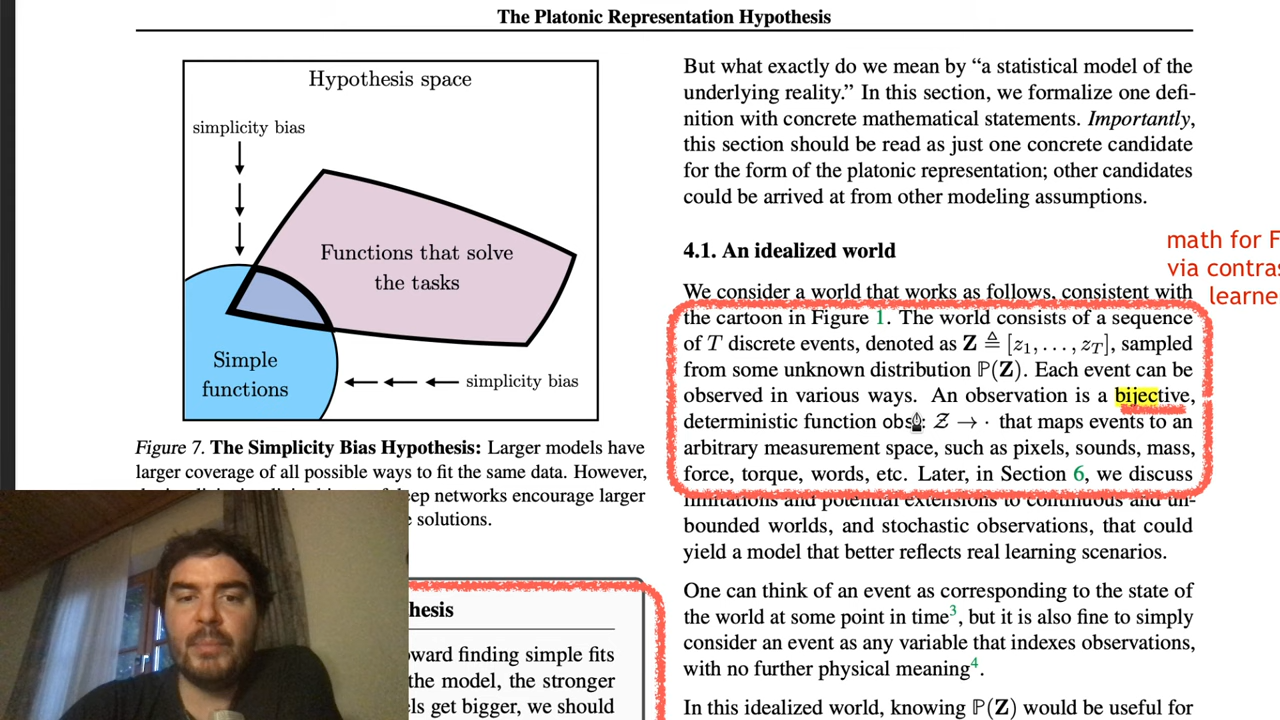 The Platonic Representation Hypothesis
Hypothesis space
simplicity bias
Functions that solve
the tasks
Simple
functions
simplicity bias
Figure 7. The Simplicity Bias Hypothesis: Larger models have
larger coverage of all possible ways to fit the same data. However,
deep networks encourage larger
solutions.
hesis
oward finding simple fits
the model, the stronger
els get bigger, we should
But what exactly do we mean by “a statistical model of the
underlying reality.” In this section, we formalize one defi-
nition with concrete mathematical statements. Importantly,
this section should be read as just one concrete candidate
for the form of the platonic representation; other candidates
could be arrived at from other modeling assumptions.
4.1. An idealized world
We consider a world that works as follows, consistent with
the cartoon in Figure 1. The world consists of a sequence
of T discrete events, denoted as Z ≜ [z₁, . . . , z_T], sampled
from some unknown distribution ℙ(Z). Each event can be
observed in various ways. An observation is a bijective,
deterministic function obs : 𝒵 → · that maps events to an
arbitrary measurement space, such as pixels, sounds, mass,
force, torque, words, etc. Later, in Section 6, we discuss
limitations and potential extensions to continuous and un-
bounded worlds, and stochastic observations, that could
yield a model that better reflects real learning scenarios.
One can think of an event as corresponding to the state of
the world at some point in time³, but it is also fine to simply
consider an event as any variable that indexes observations,
with no further physical meaning⁴.
In this idealized world, knowing ℙ(Z) would be useful for
math for F
via contras
learne